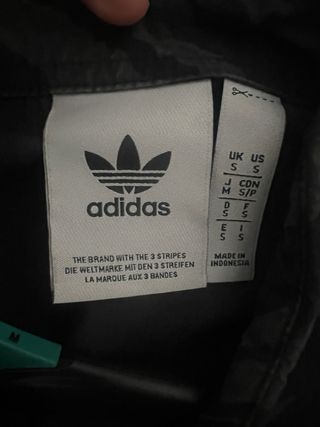 adidas
THE BRAND WITH THE 3 STRIPES
DIE WELTMARKE MIT DEN 3 STREIFEN
LA MARQUE AUX 3 BANDES
UK US
S S
J CDN
M S/P
D F
S S
E I
S S
MADE IN
INDONESIA
M